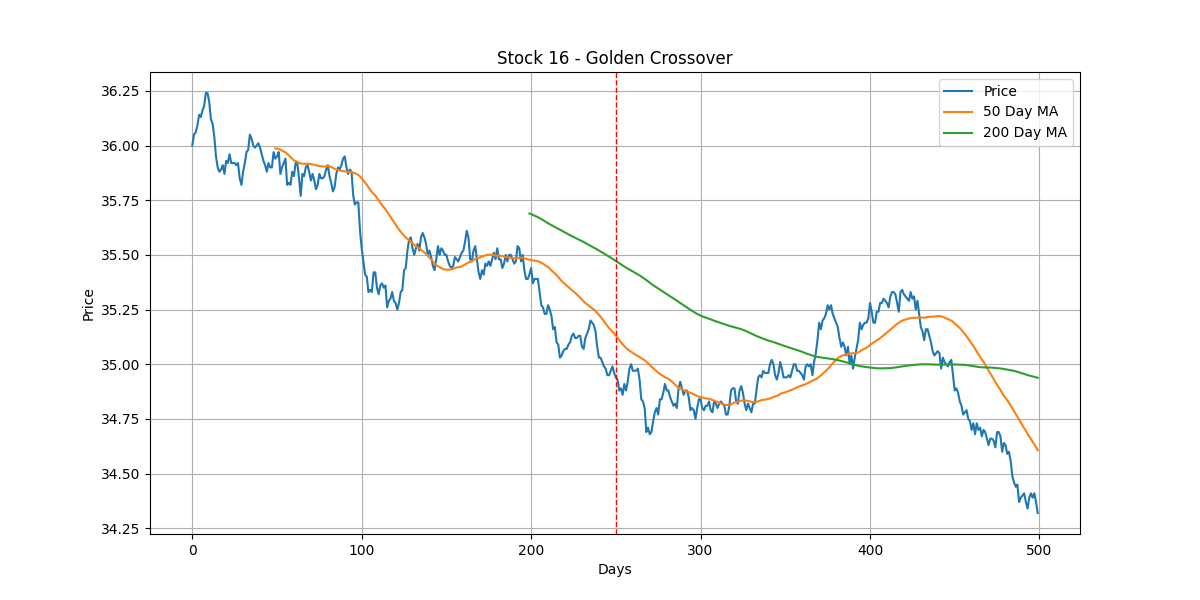 Stock 16 - Golden Crossover
Price
50 Day MA
200 Day MA
36.25
36.00
35.75
35.50
35.25
35.00
34.75
34.50
34.25
Price
0 100 200 300 400 500
Days